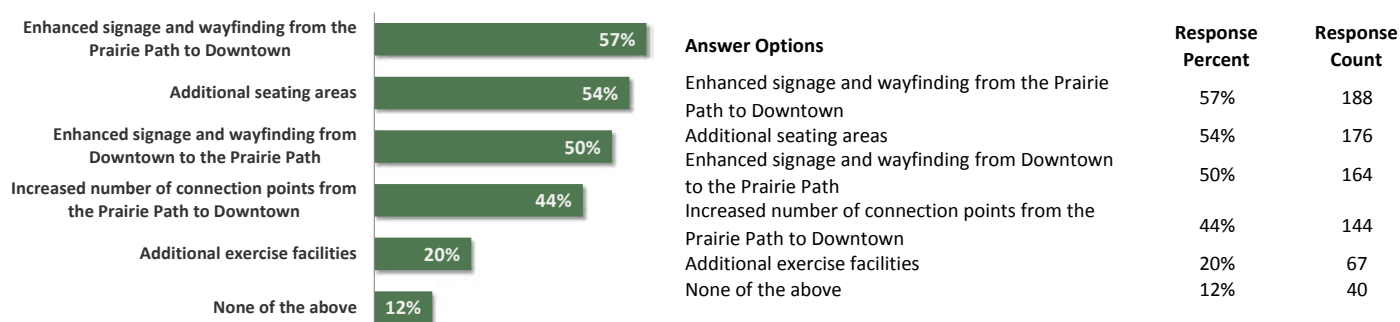 Enhanced signage and wayfinding from the
Prairie Path to Downtown
57%
Additional seating areas
54%
Enhanced signage and wayfinding from
Downtown to the Prairie Path
50%
Increased number of connection points from
the Prairie Path to Downtown
44%
Additional exercise facilities
20%
None of the above
12%
Answer Options
Response
Percent
Response
Count
Enhanced signage and wayfinding from the Prairie
Path to Downtown
57%
188
Additional seating areas
54%
176
Enhanced signage and wayfinding from Downtown
to the Prairie Path
50%
164
Increased number of connection points from the
Prairie Path to Downtown
44%
144
Additional exercise facilities
20%
67
None of the above
12%
40